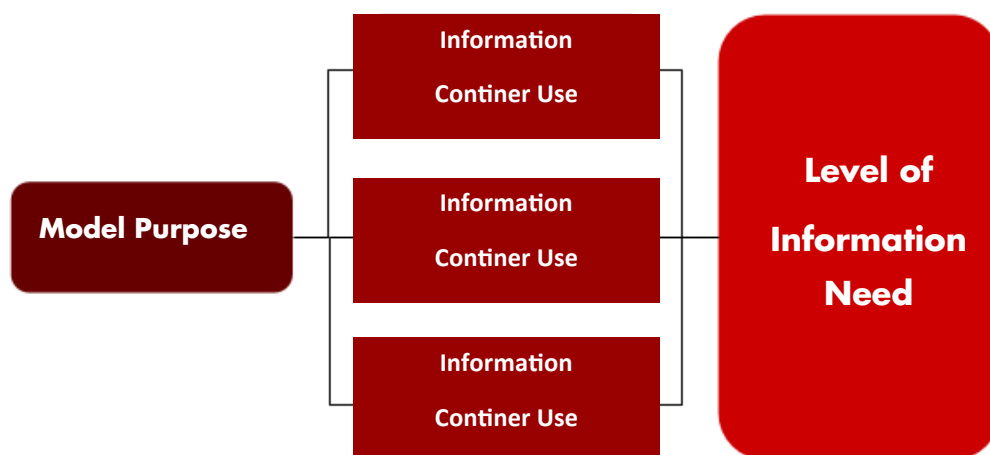 Model Purpose
Information
Continer Use
Information
Continer Use
Information
Continer Use
Level of
Information
Need